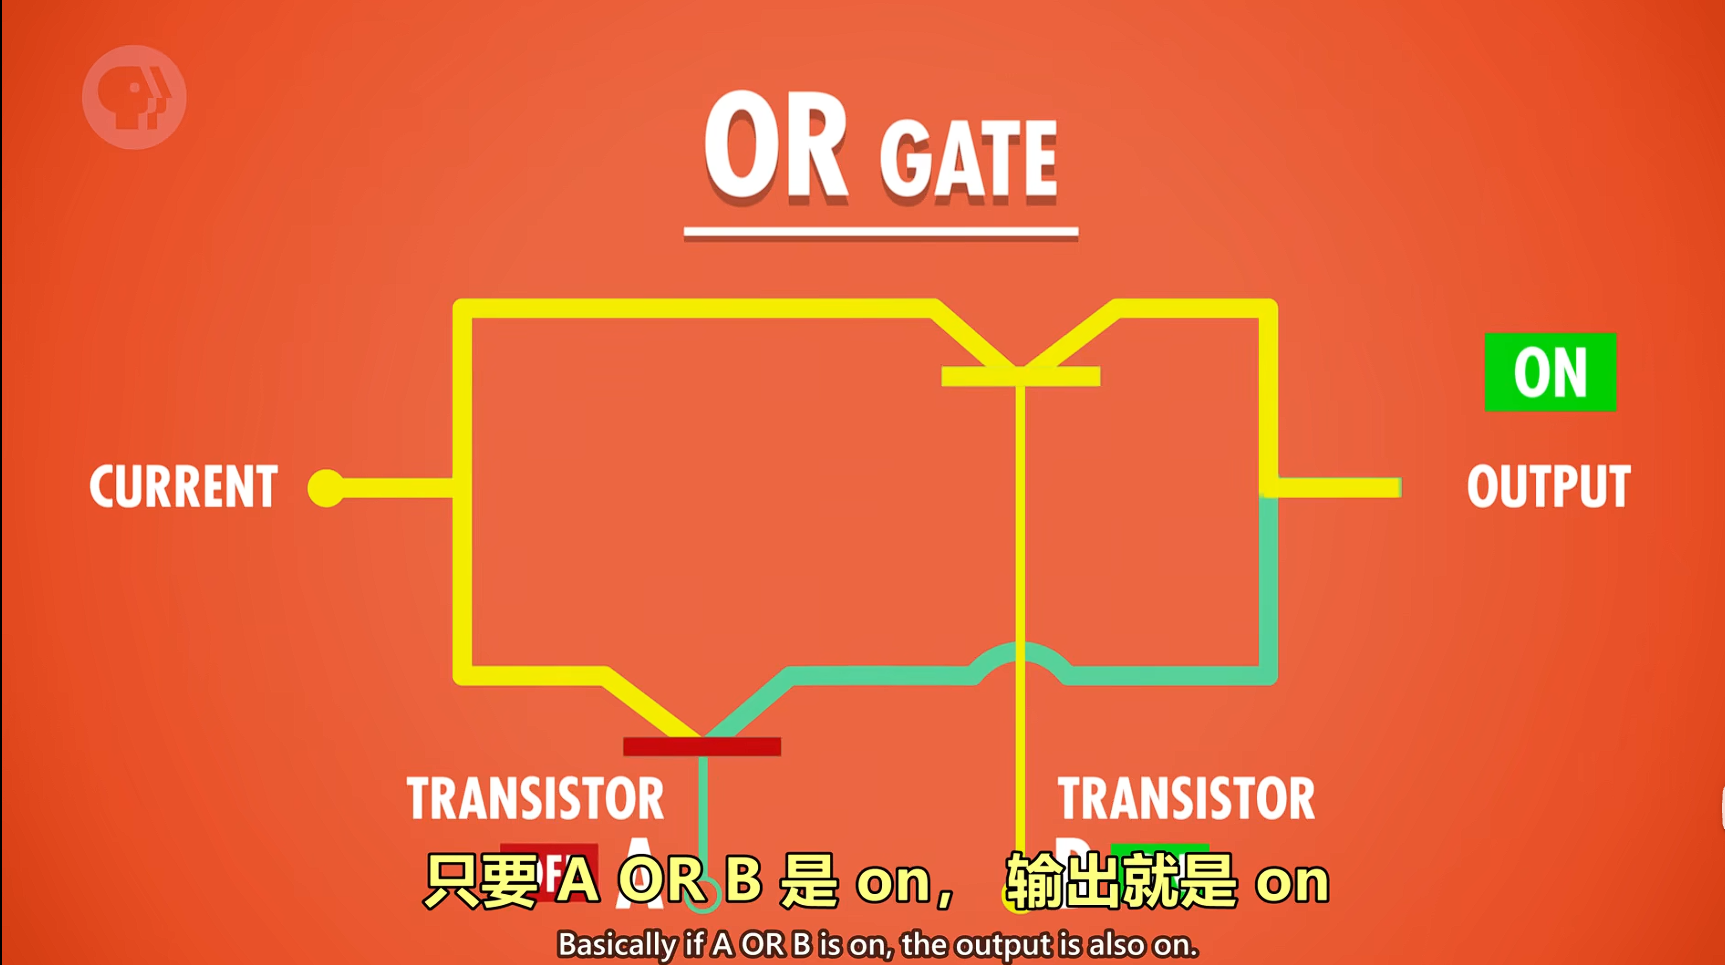 OR GATE
CURRENT
ON
OUTPUT
TRANSISTOR
A
TRANSISTOR
只要 A OR B 是 on， 输出就是 on
Basically if A OR B is on, the output is also on.